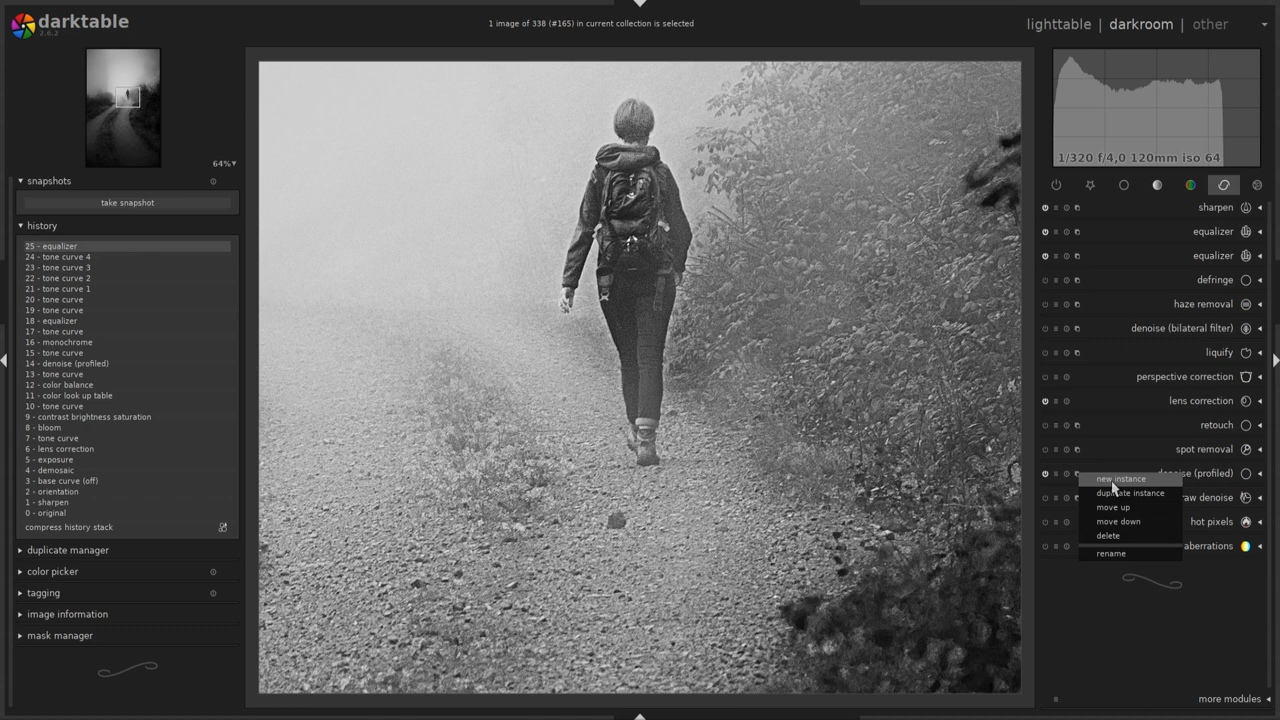 darktable
2.6.2
1 image of 338 (#165) in current collection is selected
lighttable | darkroom | other
64%
snapshots
take snapshot
history
25 - equalizer
24 - tone curve 4
23 - tone curve 3
22 - tone curve 2
21 - tone curve 1
20 - tone curve
19 - tone curve
18 - equalizer
17 - tone curve
16 - monochrome
15 - tone curve
14 - denoise (profiled)
13 - tone curve
12 - color balance
11 - color look up table
10 - tone curve
9 - contrast brightness saturation
8 - bloom
7 - tone curve
6 - lens correction
5 - exposure
4 - demosaic
3 - base curve (off)
2 - orientation
1 - sharpen
0 - original
compress history stack
duplicate manager
color picker
tagging
image information
mask manager
1/320 f/4,0 120mm iso 64
sharpen
equalizer
equalizer
defringe
haze removal
denoise (bilateral filter)
liquify
perspective correction
lens correction
retouch
spot removal
(profiled)
raw denoise
hot pixels
aberrations
new instance
duplicate instance
move up
move down
delete
rename
more modules